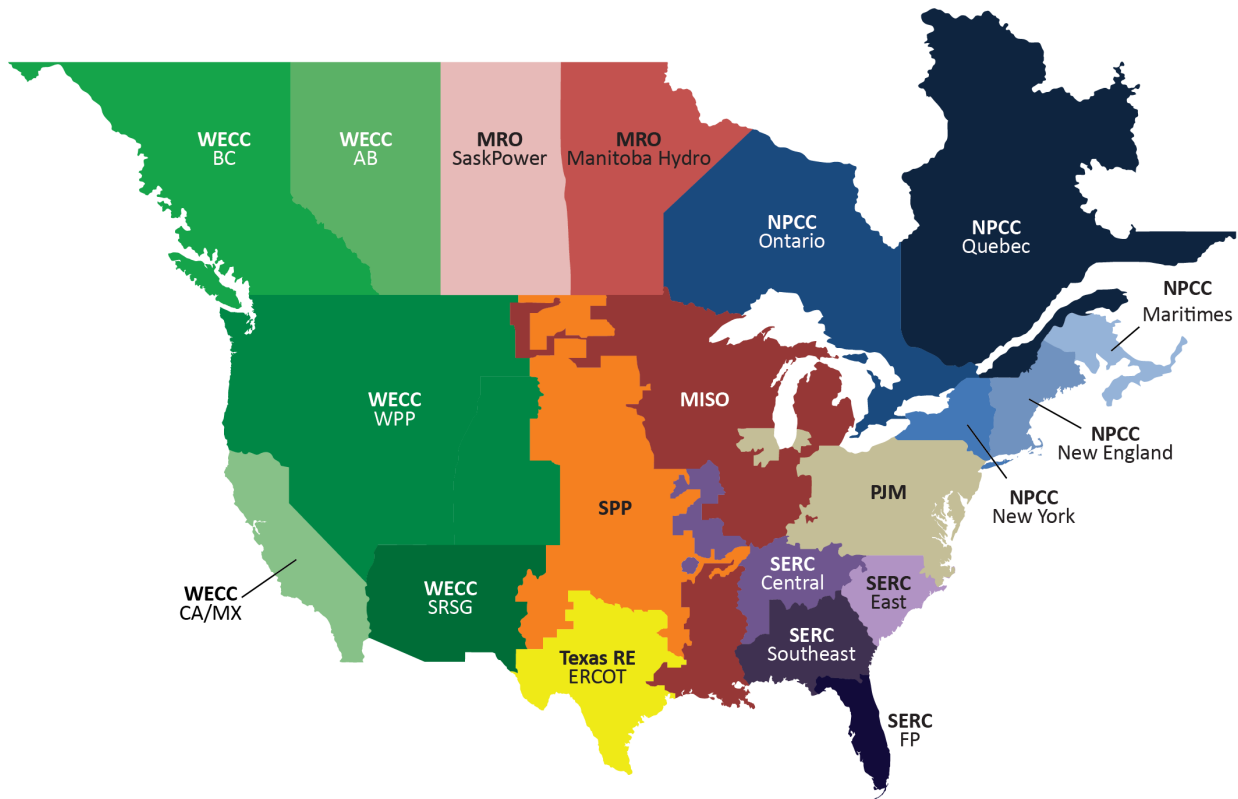 WECC
BC
WECC
AB
MRO
SaskPower
MRO
Manitoba Hydro
NPCC
Ontario
NPCC
Quebec
NPCC
Maritimes
WECC
WPP
MISO
NPCC
New England
PJM
NPCC
New York
SPP
WECC
CA/MX
WECC
SRSG
SERC
Central
SERC
East
SERC
Southeast
Texas RE
ERCOT
SERC
FP